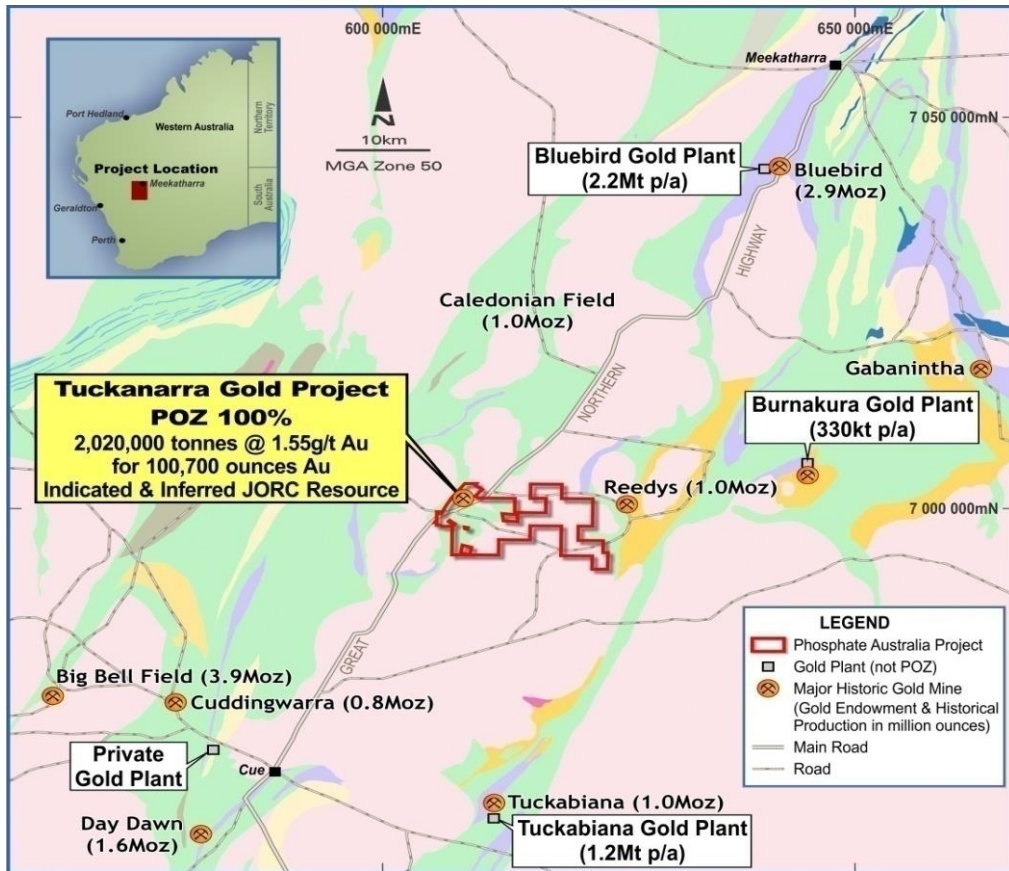 600 000mE
650 000mE
Meekatharra
7 050 000mN
Port Hedland
Western Australia
Northern
Territory
Project Location
Meekatharra
South
Australia
Geraldton
Perth
N
10km
MGA Zone 50
Bluebird Gold Plant
(2.2Mt p/a)
Bluebird
(2.9Moz)
HIGHWAY
Caledonian Field
(1.0Moz)
NORTHERN
Gabanintha
Tuckanarra Gold Project
POZ 100%
2,020,000 tonnes @ 1.55g/t Au
for 100,700 ounces Au
Indicated & Inferred JORC Resource
Burnakura Gold Plant
(330kt p/a)
Reedys (1.0Moz)
7 000 000mN
GREAT
Big Bell Field (3.9Moz)
Cuddingwarra (0.8Moz)
Private
Gold Plant
Cue
Day Dawn
(1.6Moz)
Tuckabiana (1.0Moz)
Tuckabiana Gold Plant
(1.2Mt p/a)
LEGEND
Phosphate Australia Project
Gold Plant (not POZ)
Major Historic Gold Mine
(Gold Endowment & Historical
Production in million ounces)
Main Road
Road